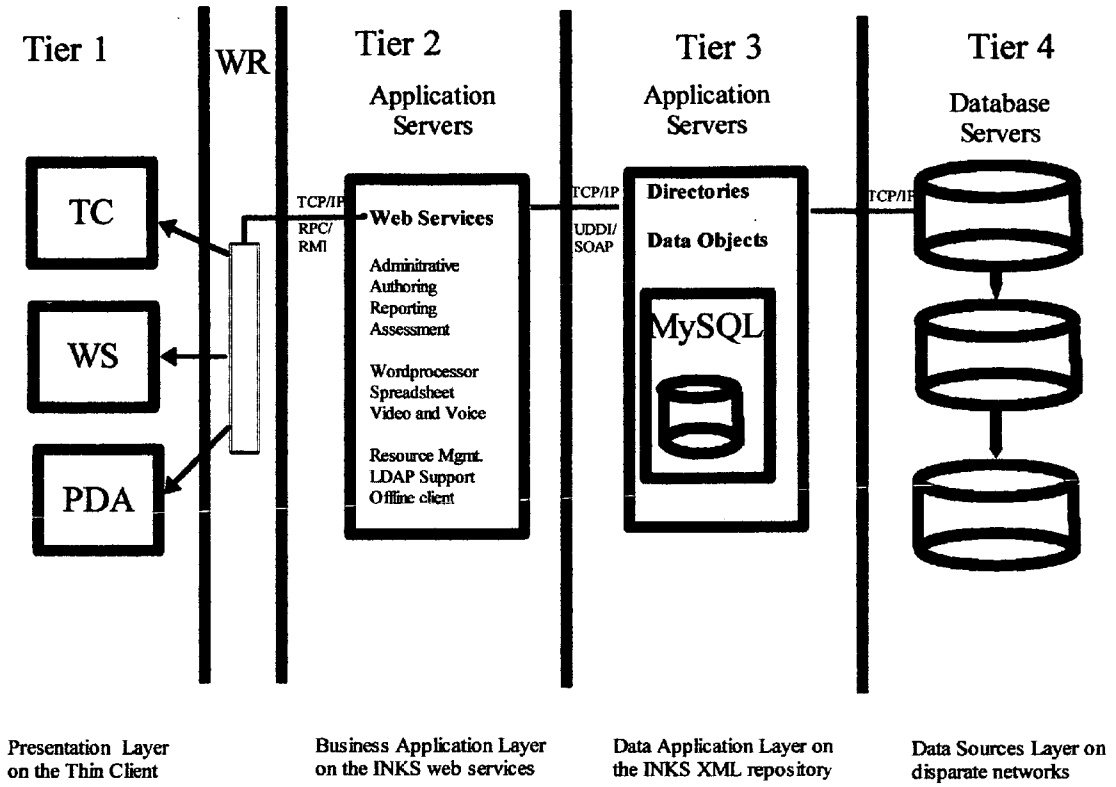 Tier 1
WR
Tier 2
Tier 3
Tier 4
Application
Servers
Application
Servers
Database
Servers
TC
WS
PDA
TCP/IP
RPC/
RMI
Web Services
Adminitrative
Authoring
Reporting
Assessment
Wordprocessor
Spreadsheet
Video and Voice
Resource Mgmt.
LDAP Support
Offline client
TCP/IP
UDDI/
SOAP
Directories
Data Objects
MySQL
TCP/IP
Presentation Layer
on the Thin Client
Business Application Layer
on the INKS web services
Data Application Layer on
the INKS XML repository
Data Sources Layer on
disparate networks